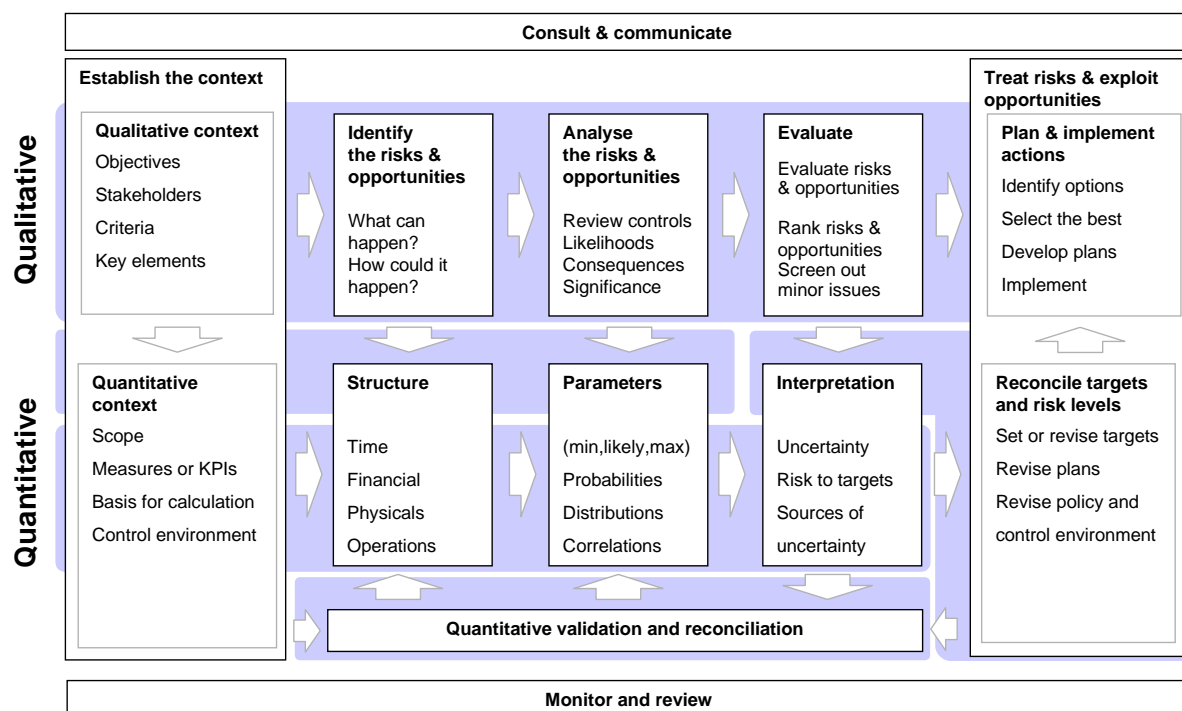 Consult & communicate
Establish the context
Treat risks & exploit
opportunities
Qualitative
Qualitative context
Objectives
Stakeholders
Criteria
Key elements
Identify
the risks &
opportunities
What can
happen?
How could it
happen?
Analyse
the risks &
opportunities
Review controls
Likelihoods
Consequences
Significance
Evaluate
Evaluate risks
& opportunities
Rank risks &
opportunities
Screen out
minor issues
Plan & implement
actions
Identify options
Select the best
Develop plans
Implement
Quantitative
Quantitative
context
Scope
Measures or KPIs
Basis for calculation
Control environment
Structure
Time
Financial
Physicals
Operations
Parameters
(min,likely,max)
Probabilities
Distributions
Correlations
Interpretation
Uncertainty
Risk to targets
Sources of
uncertainty
Reconcile targets
and risk levels
Set or revise targets
Revise plans
Revise policy and
control environment
Quantitative validation and reconciliation
Monitor and review